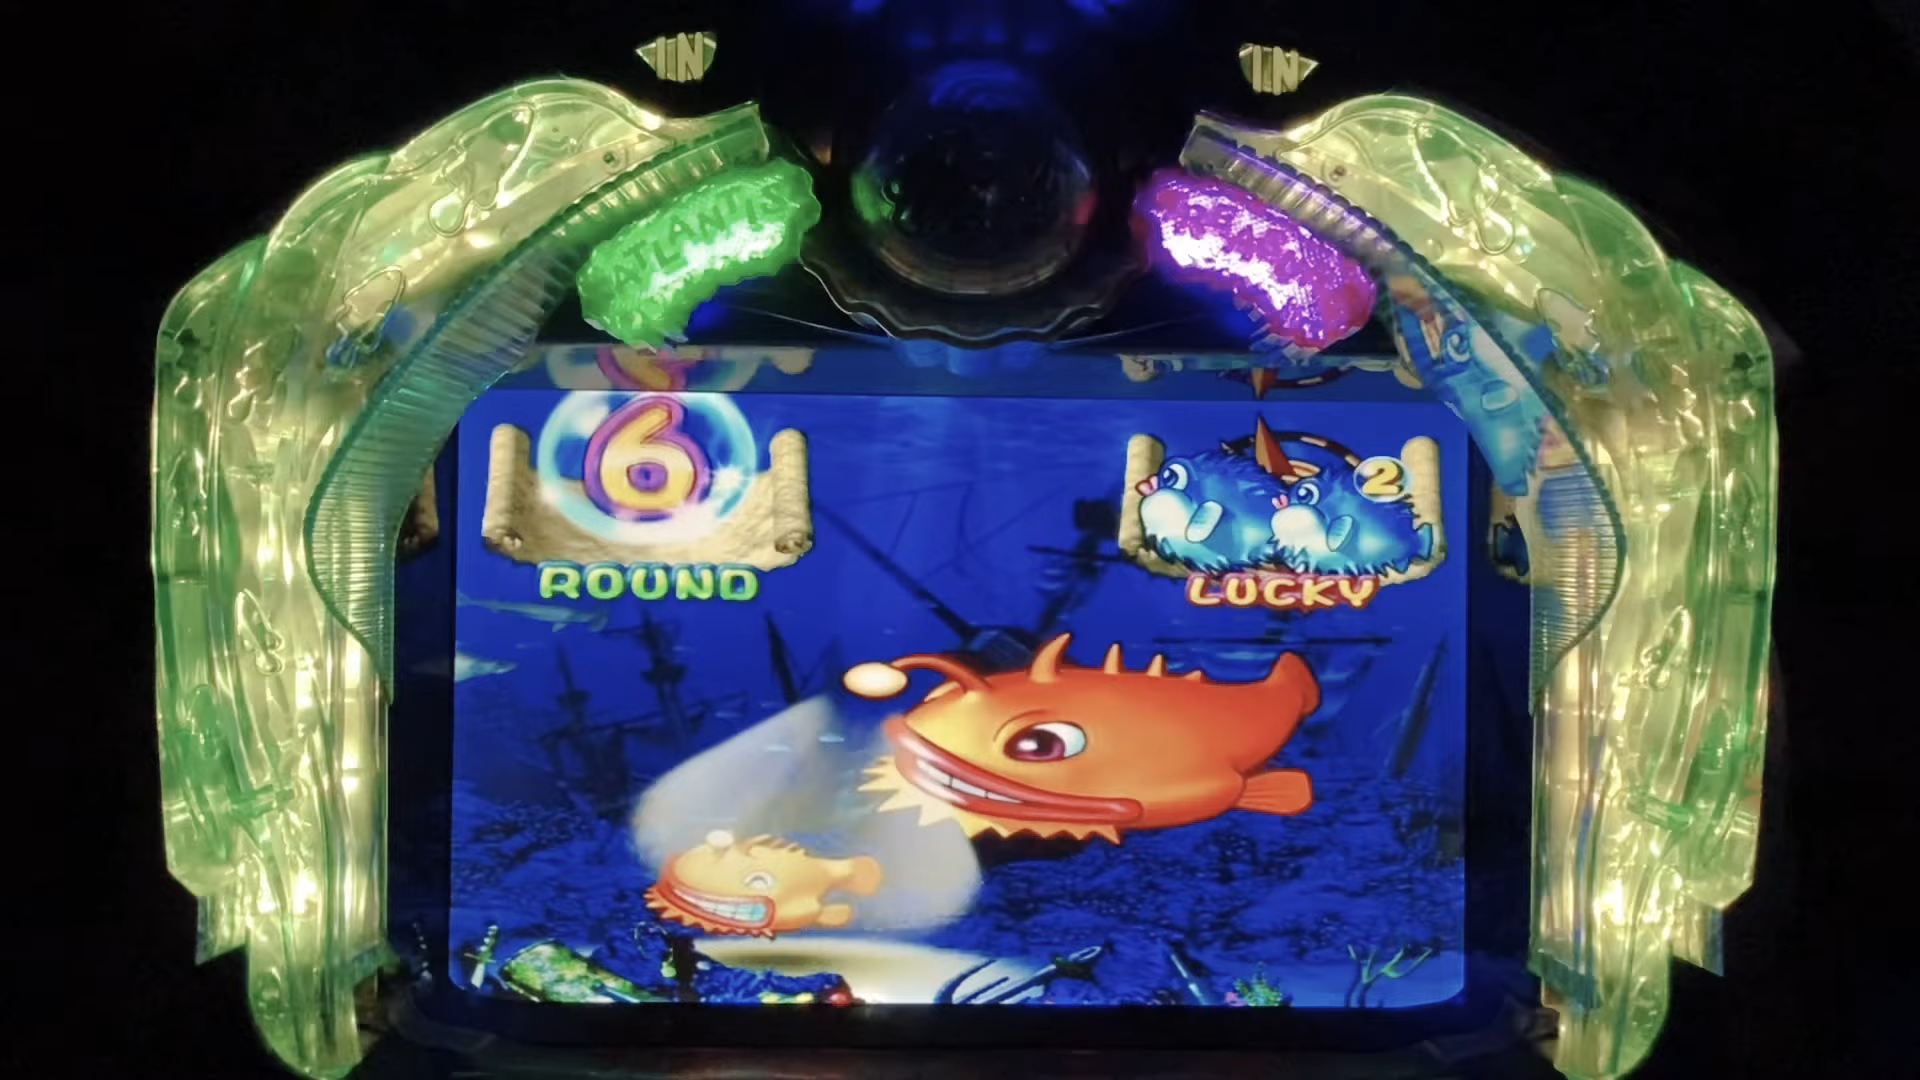 IN
IN
ATLANTIS
6
2
ROUND
LUCKY